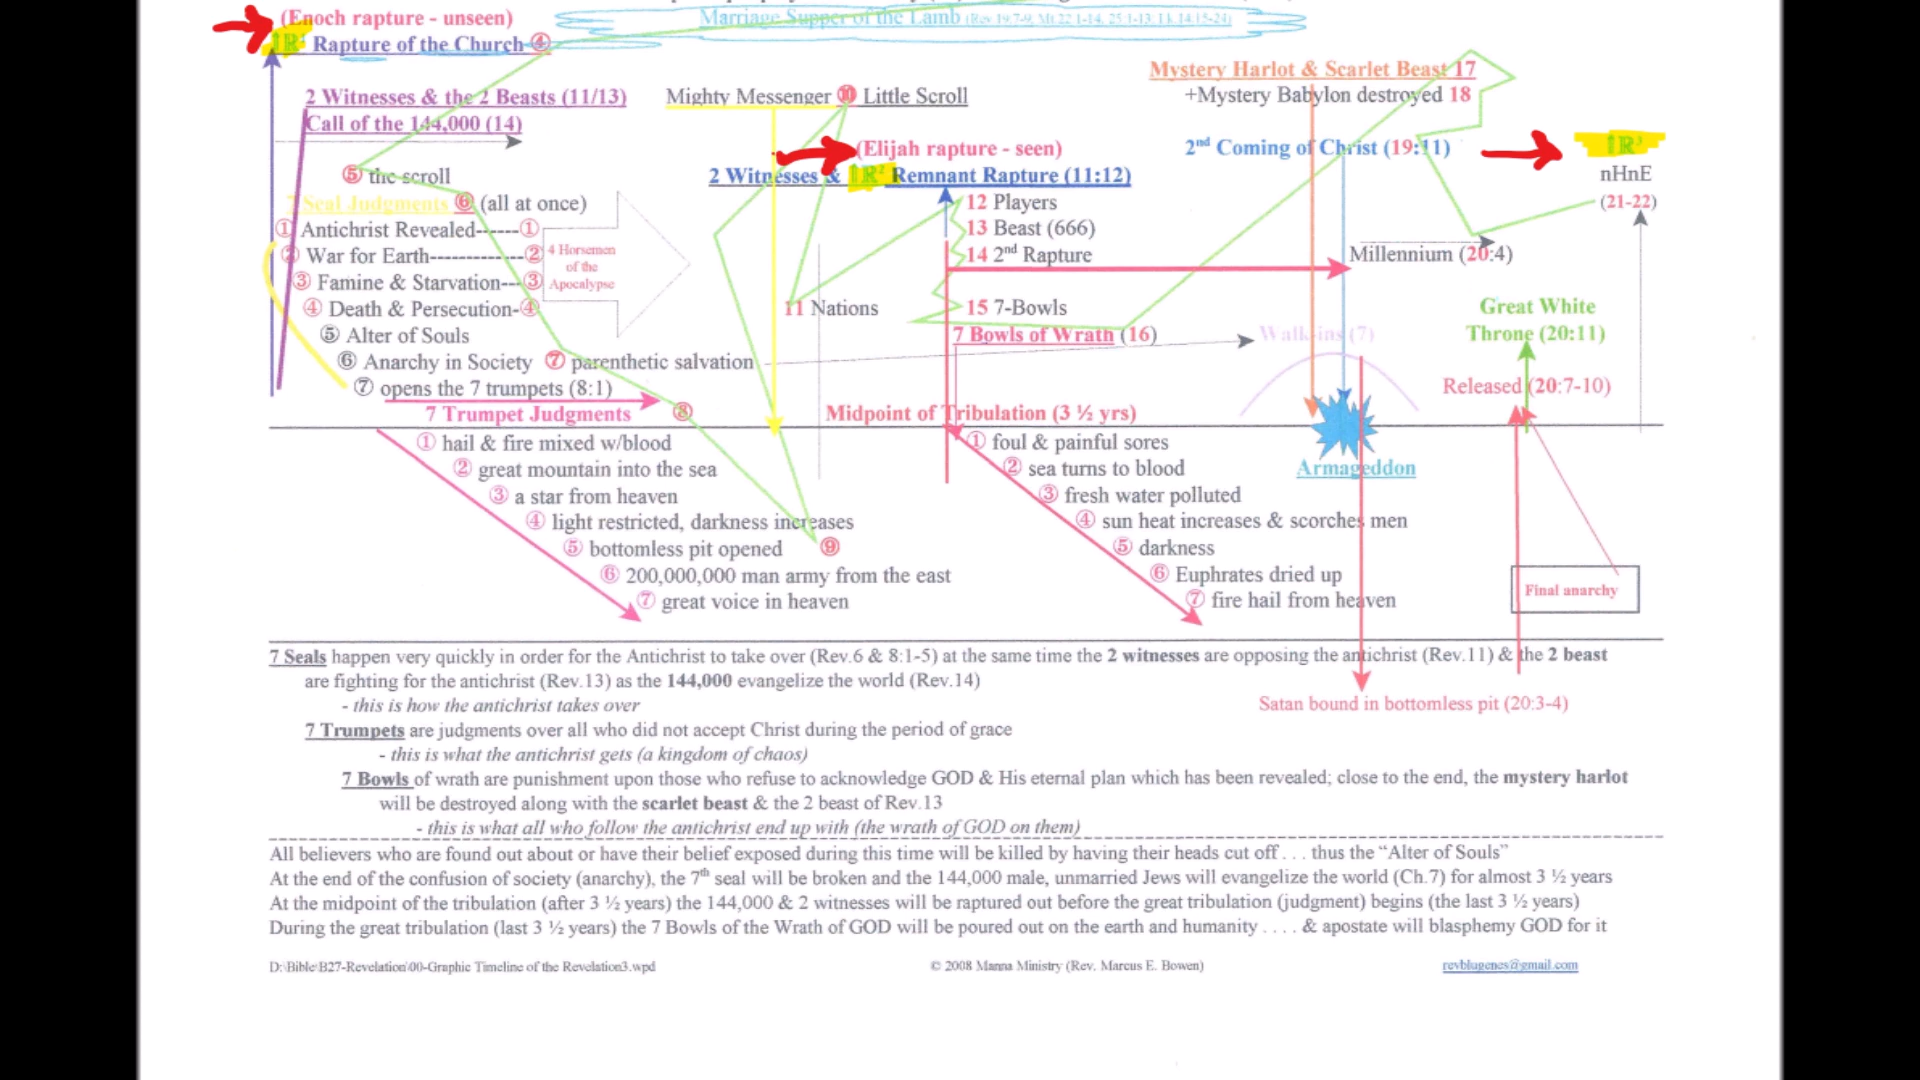 (Enoch rapture - unseen)
Marriage Supper of the Lamb (Rev 19:7-9, Mt 22:1-14, 25:1-13; Lk 14:15-24)
⇑R¹ Rapture of the Church ④
Mystery Harlot & Scarlet Beast 17
2 Witnesses & the 2 Beasts (11/13)
Mighty Messenger ⑩ Little Scroll
+Mystery Babylon destroyed 18
Call of the 144,000 (14)
(Elijah rapture - seen)
2nd Coming of Christ (19:11)
⇑R³
⑤ the scroll
2 Witnesses & ⇑R² Remnant Rapture (11:12)
nHnE
7 Seal Judgments ⑥ (all at once)
12 Players
(21-22)
① Antichrist Revealed------①
13 Beast (666)
② War for Earth-------------②
4 Horsemen
of the
Apocalypse
14 2nd Rapture
Millennium (20:4)
③ Famine & Starvation---③
④ Death & Persecution-④
11 Nations
15 7-Bowls
Great White
Throne (20:11)
⑤ Alter of Souls
7 Bowls of Wrath (16)
Walk-ins (7)
⑥ Anarchy in Society ⑦ parenthetic salvation
⑦ opens the 7 trumpets (8:1)
Released (20:7-10)
7 Trumpet Judgments ⑧
Midpoint of Tribulation (3 ½ yrs)
① hail & fire mixed w/blood
② great mountain into the sea
③ a star from heaven
④ light restricted, darkness increases
⑤ bottomless pit opened ⑨
⑥ 200,000,000 man army from the east
⑦ great voice in heaven
① foul & painful sores
② sea turns to blood
③ fresh water polluted
④ sun heat increases & scorches men
⑤ darkness
⑥ Euphrates dried up
⑦ fire hail from heaven
Armageddon
Final anarchy
7 Seals happen very quickly in order for the Antichrist to take over (Rev.6 & 8:1-5) at the same time the 2 witnesses are opposing the antichrist (Rev.11) & the 2 beast
are fighting for the antichrist (Rev.13) as the 144,000 evangelize the world (Rev.14)
- this is how the antichrist takes over
Satan bound in bottomless pit (20:3-4)
7 Trumpets are judgments over all who did not accept Christ during the period of grace
- this is what the antichrist gets (a kingdom of chaos)
7 Bowls of wrath are punishment upon those who refuse to acknowledge GOD & His eternal plan which has been revealed; close to the end, the mystery harlot
will be destroyed along with the scarlet beast & the 2 beast of Rev.13
- this is what all who follow the antichrist end up with (the wrath of GOD on them)
All believers who are found out about or have their belief exposed during this time will be killed by having their heads cut off . . . thus the “Alter of Souls”
At the end of the confusion of society (anarchy), the 7th seal will be broken and the 144,000 male, unmarried Jews will evangelize the world (Ch.7) for almost 3 ½ years
At the midpoint of the tribulation (after 3 ½ years) the 144,000 & 2 witnesses will be raptured out before the great tribulation (judgment) begins (the last 3 ½ years)
During the great tribulation (last 3 ½ years) the 7 Bowls of the Wrath of GOD will be poured out on the earth and humanity . . . . & apostate will blasphemy GOD for it
D:\Bible\B27-Revelation\00-Graphic Timeline of the Revelation3.wpd
© 2008 Manna Ministry (Rev. Marcus E. Bowen)
revblugenes@gmail.com